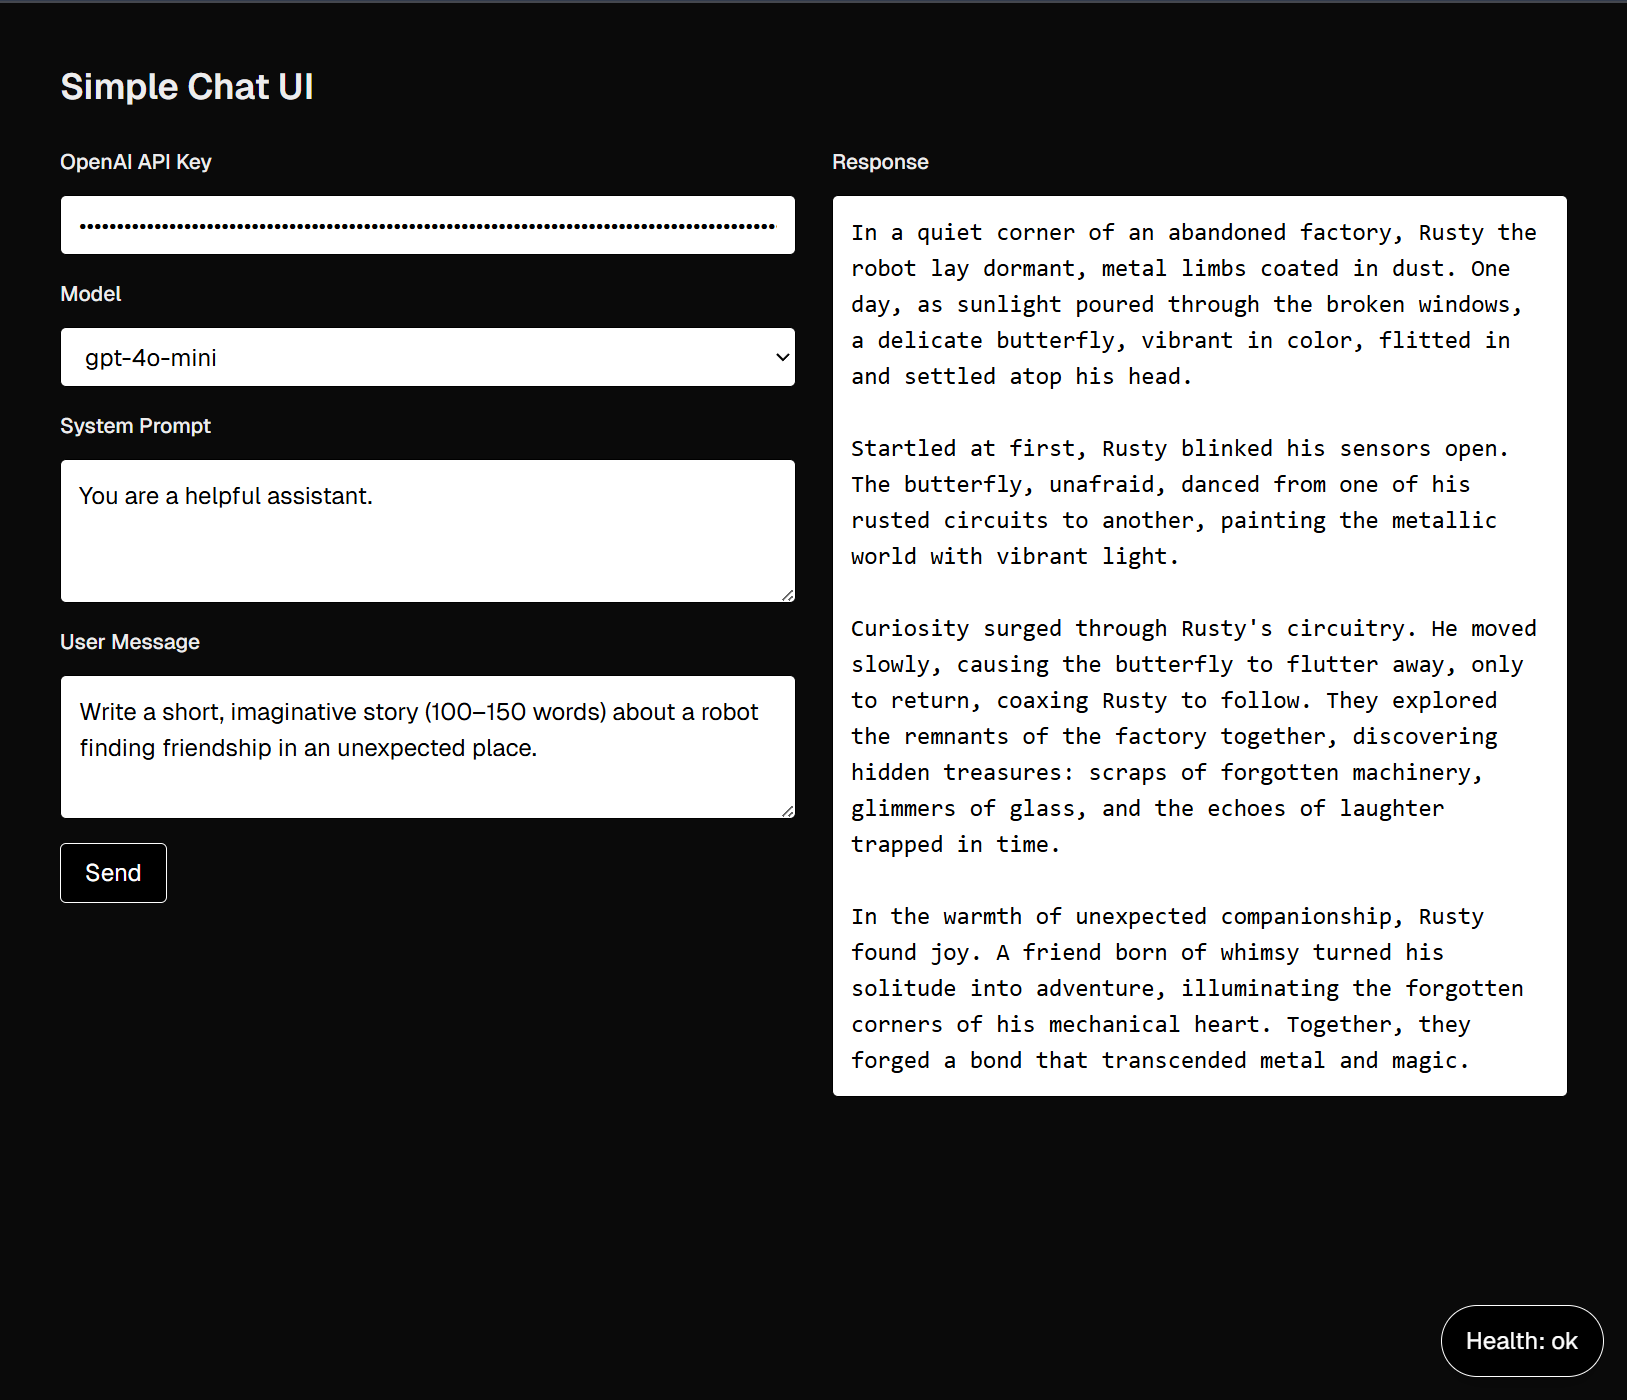 Simple Chat UI
OpenAI API Key
Model
gpt-4o-mini
System Prompt
You are a helpful assistant.
User Message
Write a short, imaginative story (100–150 words) about a robot
finding friendship in an unexpected place.
Send
Response
In a quiet corner of an abandoned factory, Rusty the
robot lay dormant, metal limbs coated in dust. One
day, as sunlight poured through the broken windows,
a delicate butterfly, vibrant in color, flitted in
and settled atop his head.
Startled at first, Rusty blinked his sensors open.
The butterfly, unafraid, danced from one of his
rusted circuits to another, painting the metallic
world with vibrant light.
Curiosity surged through Rusty's circuitry. He moved
slowly, causing the butterfly to flutter away, only
to return, coaxing Rusty to follow. They explored
the remnants of the factory together, discovering
hidden treasures: scraps of forgotten machinery,
glimmers of glass, and the echoes of laughter
trapped in time.
In the warmth of unexpected companionship, Rusty
found joy. A friend born of whimsy turned his
solitude into adventure, illuminating the forgotten
corners of his mechanical heart. Together, they
forged a bond that transcended metal and magic.
Health: ok